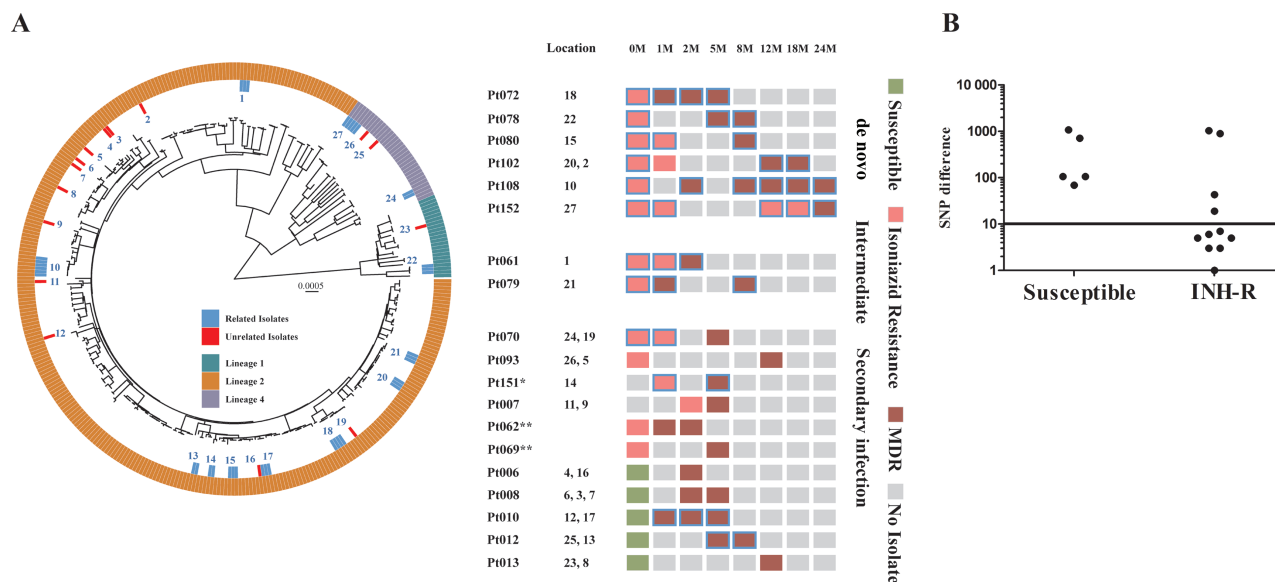 A
B
Location 0M 1M 2M 5M 8M 12M 18M 24M
Pt072 18
Pt078 22
Pt080 15
Pt102 20, 2
Pt108 10
Pt152 27
Pt061 1
Pt079 21
Pt070 24, 19
Pt093 26, 5
Pt151* 14
Pt007 11, 9
Pt062**
Pt069**
Pt006 4, 16
Pt008 6, 3, 7
Pt010 12, 17
Pt012 25, 13
Pt013 23, 8
de novo
Intermediate
Secondary infection
Susceptible
Isoniazid Resistance
MDR
No Isolate
1
2
3
4
5
6
7
8
9
10
11
12
13
14
15
16
17
18
19
20
21
22
23
24
25
26
27
0.0005
Related Isolates
Unrelated Isolates
Lineage 1
Lineage 2
Lineage 4
SNP difference
10 000
1000
100
10
1
Susceptible
INH-R